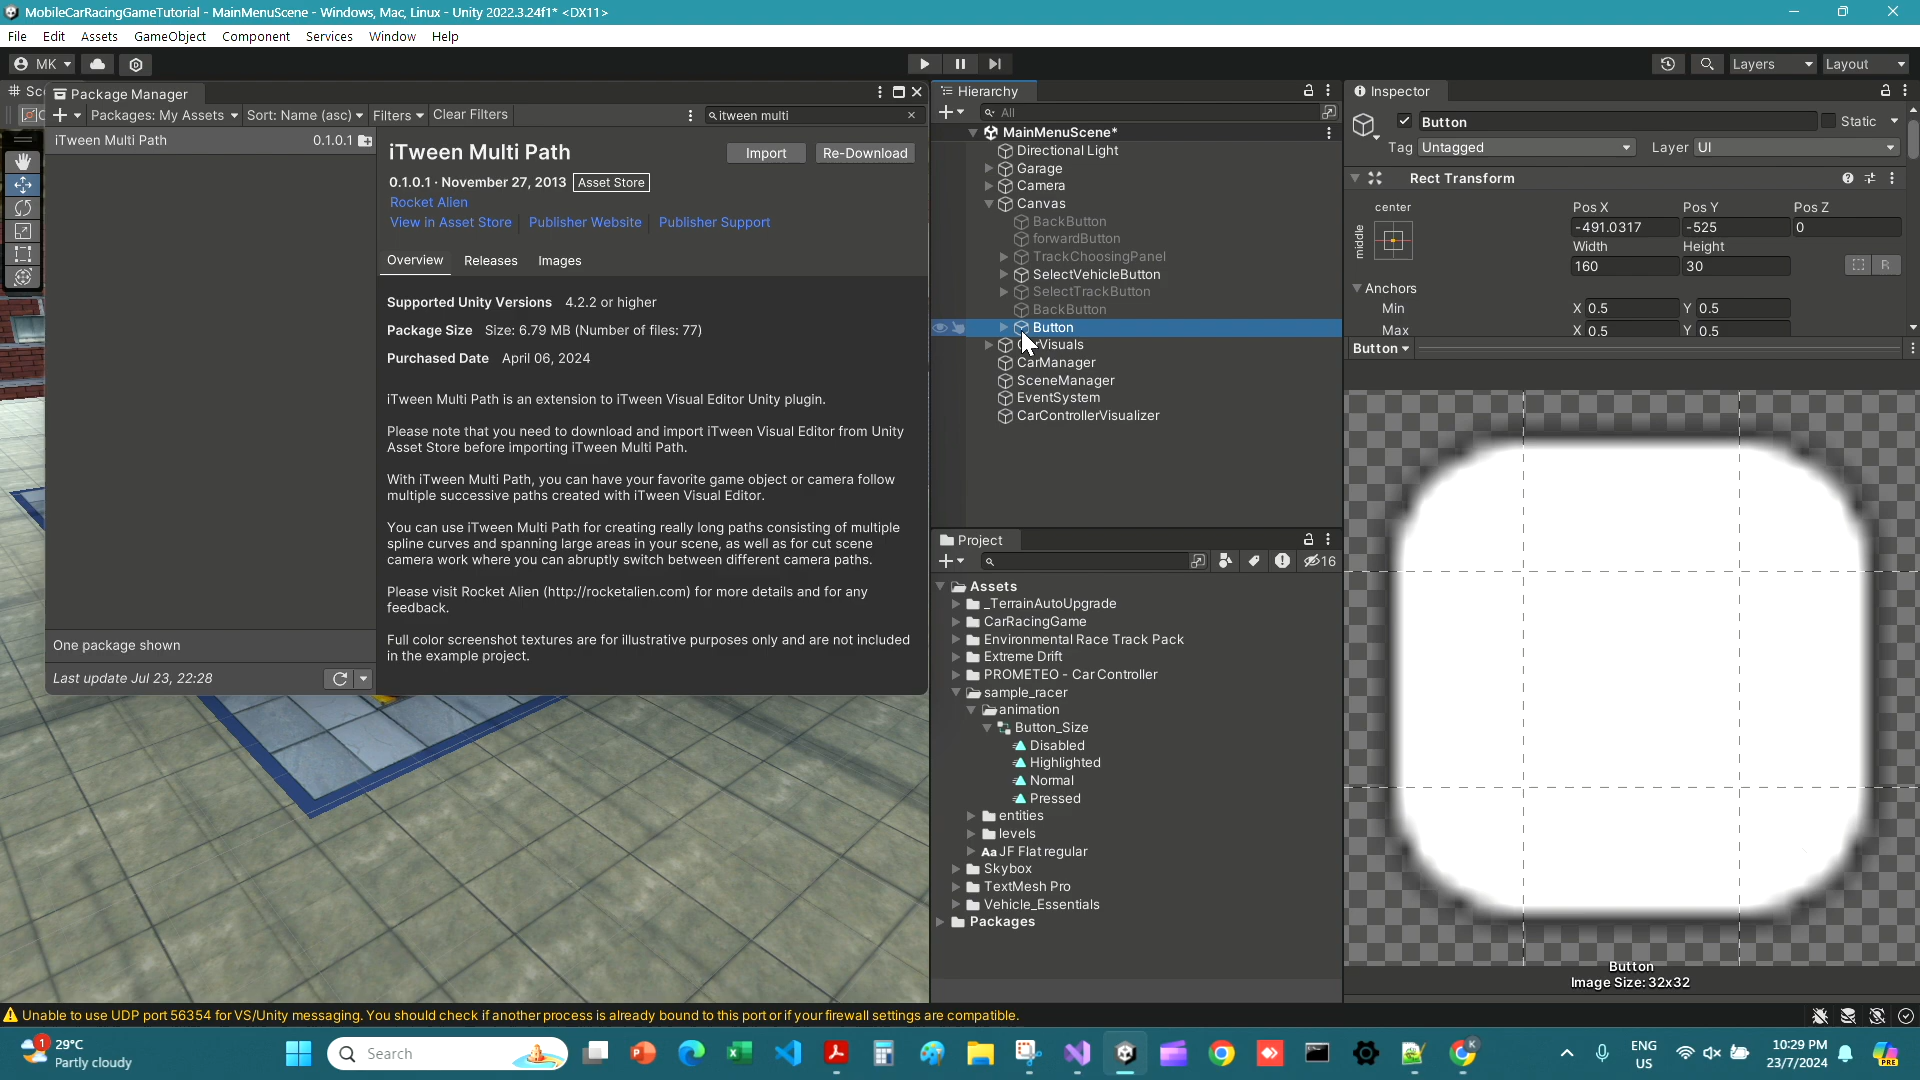 MobileCarRacingGameTutorial - MainMenuScene - Windows, Mac, Linux - Unity 2022.3.24f1* <DX11>
File Edit Assets GameObject Component Services Window Help
MK
Layers Layout
Package Manager
Packages: My Assets Sort: Name (asc) Filters Clear Filters itween multi
iTween Multi Path 0.1.0.1
One package shown
Last update Jul 23, 22:28
iTween Multi Path Import Re-Download
0.1.0.1 · November 27, 2013 Asset Store
Rocket Alien
View in Asset Store Publisher Website Publisher Support
Overview Releases Images
Supported Unity Versions 4.2.2 or higher
Package Size Size: 6.79 MB (Number of files: 77)
Purchased Date April 06, 2024
iTween Multi Path is an extension to iTween Visual Editor Unity plugin.
Please note that you need to download and import iTween Visual Editor from Unity
Asset Store before importing iTween Multi Path.
With iTween Multi Path, you can have your favorite game object or camera follow
multiple successive paths created with iTween Visual Editor.
You can use iTween Multi Path for creating really long paths consisting of multiple
spline curves and spanning large areas in your scene, as well as for cut scene
camera work where you can abruptly switch between different camera paths.
Please visit Rocket Alien (http://rocketalien.com) for more details and for any
feedback.
Full color screenshot textures are for illustrative purposes only and are not included
in the example project.
Hierarchy
All
MainMenuScene*
Directional Light
Garage
Camera
Canvas
BackButton
forwardButton
TrackChoosingPanel
SelectVehicleButton
SelectTrackButton
BackButton
Button
Visuals
CarManager
SceneManager
EventSystem
CarControllerVisualizer
Project
16
Assets
_TerrainAutoUpgrade
CarRacingGame
Environmental Race Track Pack
Extreme Drift
PROMETEO - Car Controller
sample_racer
animation
Button_Size
Disabled
Highlighted
Normal
Pressed
entities
levels
Aa JF Flat regular
Skybox
TextMesh Pro
Vehicle_Essentials
Packages
Inspector
Button Static
Tag Untagged Layer UI
Rect Transform
center
middle
Pos X Pos Y Pos Z
-491.0317 -525 0
Width Height
160 30
R
Anchors
Min X 0.5 Y 0.5
Max X 0.5 Y 0.5
Button
Button
Image Size: 32x32
Unable to use UDP port 56354 for VS/Unity messaging. You should check if another process is already bound to this port or if your firewall settings are compatible.
1
29°C
Partly cloudy
Search
ENG
US
10:29 PM
23/7/2024
PRE